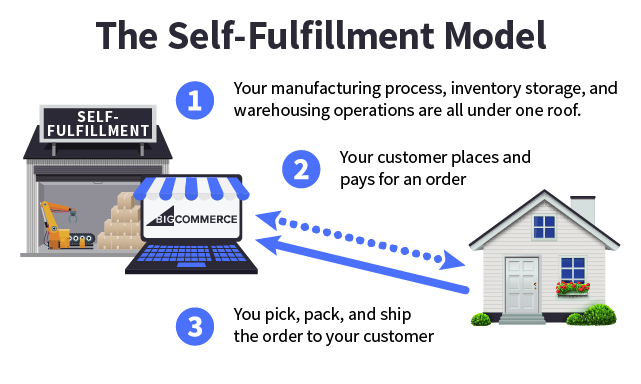 The Self-Fulfillment Model
1
Your manufacturing process, inventory storage, and
warehousing operations are all under one roof.
SELF-
FULFILLMENT
2
Your customer places and
pays for an order
BIGCOMMERCE
3
You pick, pack, and ship
the order to your customer